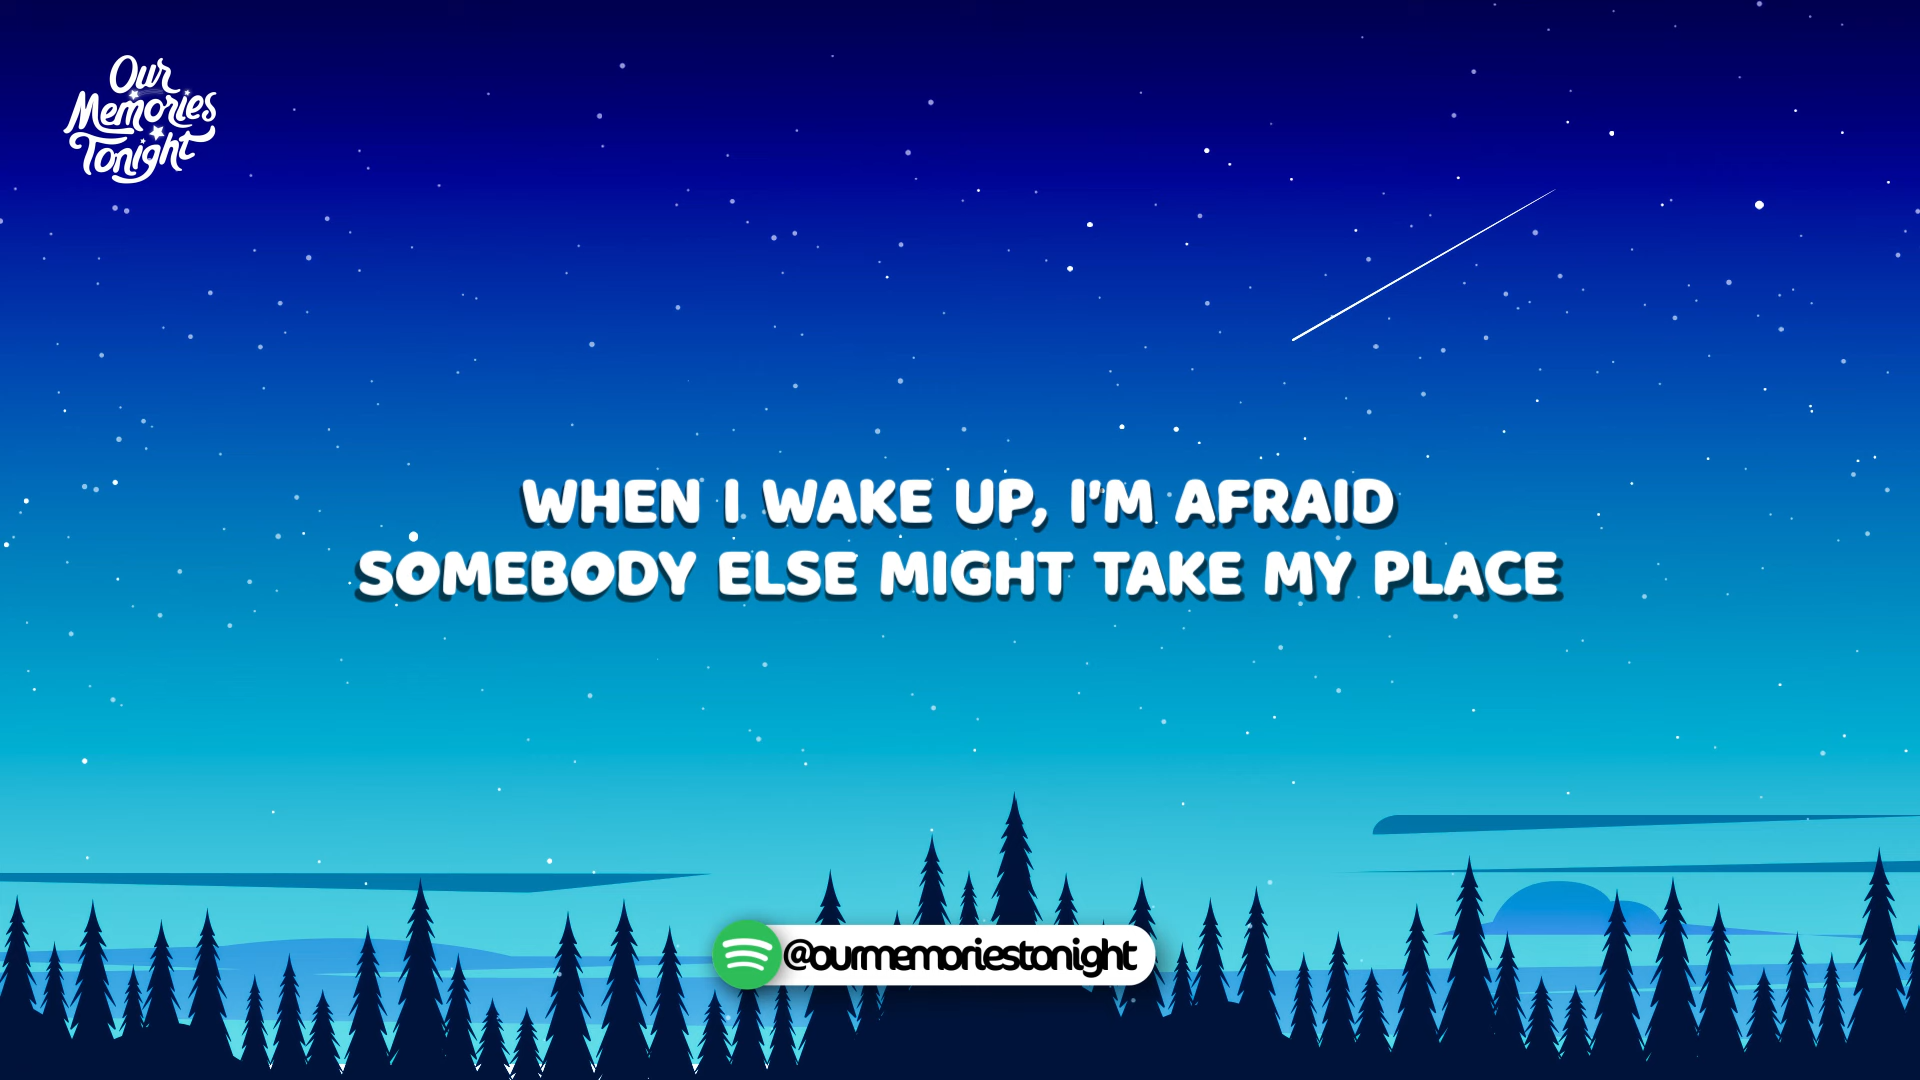 Our
Memories
Tonight
WHEN I WAKE UP, I'M AFRAID
SOMEBODY ELSE MIGHT TAKE MY PLACE
@ourmemoriestonight